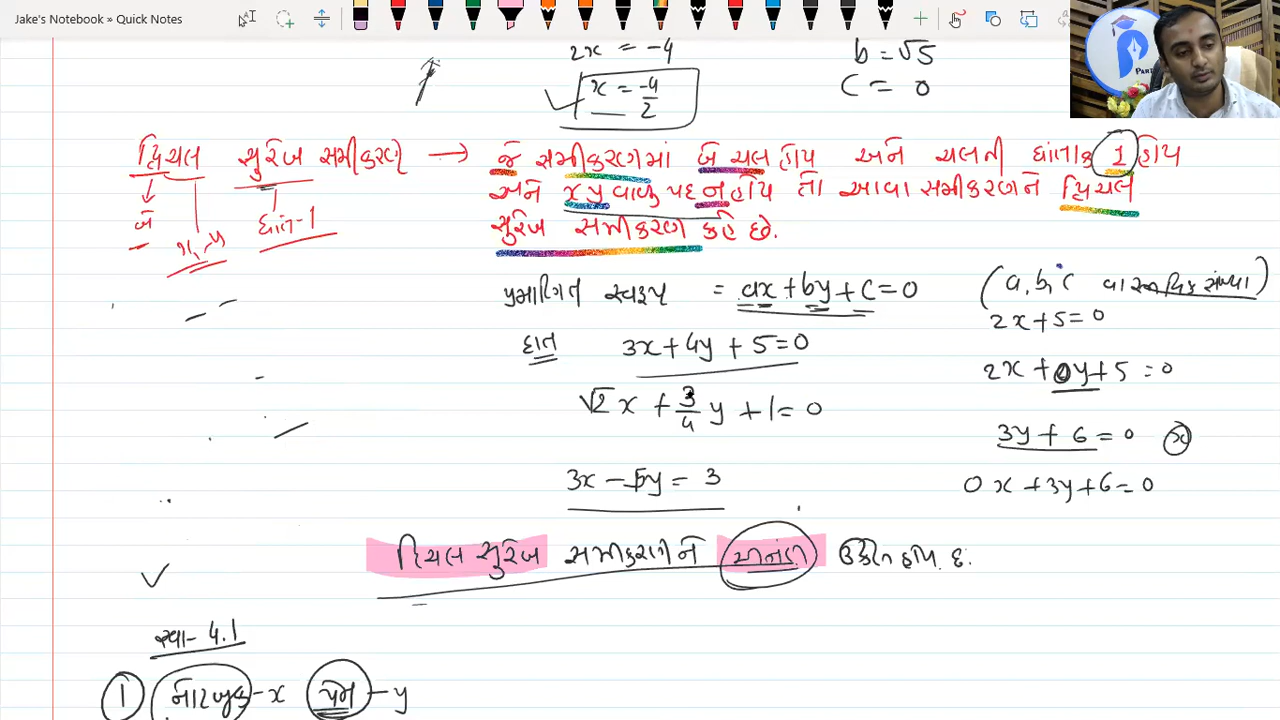 Jake's Notebook » Quick Notes
2x = -4
b = √5
x = -4/2
c = 0
દ્વિચલ સુરેખ સમીકરણ → જે સમીકરણમાં બે ચલ હોય અને ચલની ઘાતાંક 1 હોય
અને xy વાળુ પદ ન હોય તો આવા સમીકરણને દ્વિચલ
સુરેખ સમીકરણ કહે છે.
બે
x, y
ઘાત-1
પ્રમાણિત સ્વરૂપ = ax + by + c = 0
(a, b, c વાસ્તવિક સંખ્યા)
2x + 5 = 0
3x + 4y + 5 = 0
2x + 0y + 5 = 0
√2 x + 3/4 y + 1 = 0
3y + 6 = 0
3x - 5y = 3
0x + 3y + 6 = 0
દ્વિચલ સુરેખ સમીકરણને અનંત ઉકેલ હોય છે.
સ્વા- 4.1
1 નોટબુક - x પેન - y